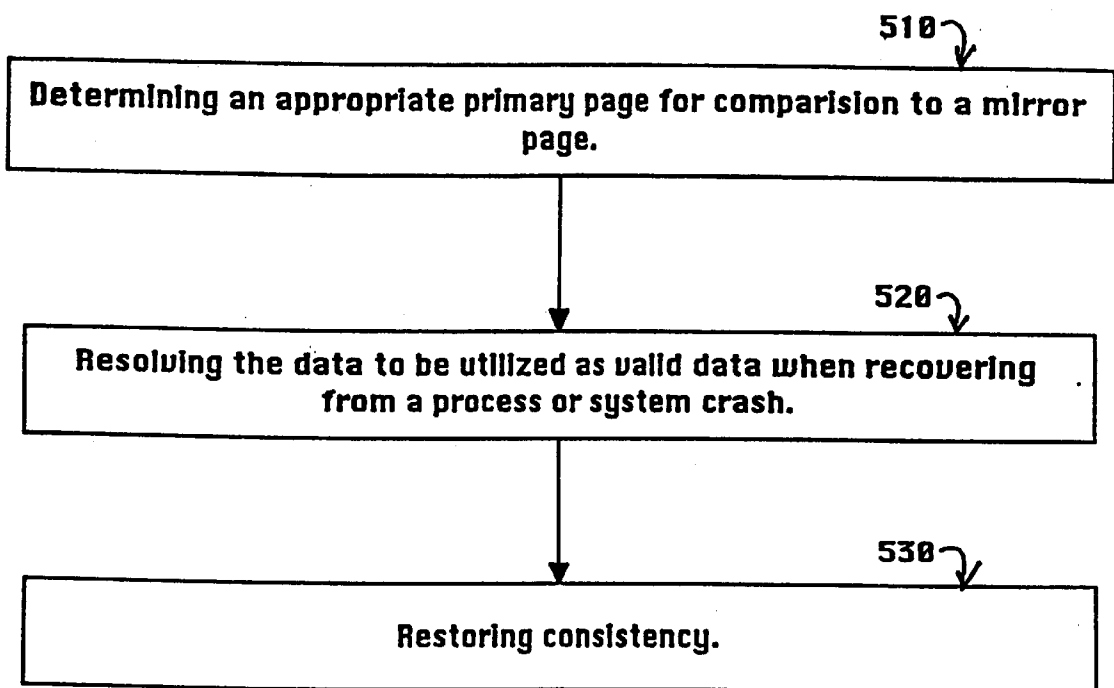 510
Determining an appropriate primary page for comparision to a mirror
page.
520
Resolving the data to be utilized as valid data when recovering
from a process or system crash.
530
Restoring consistency.